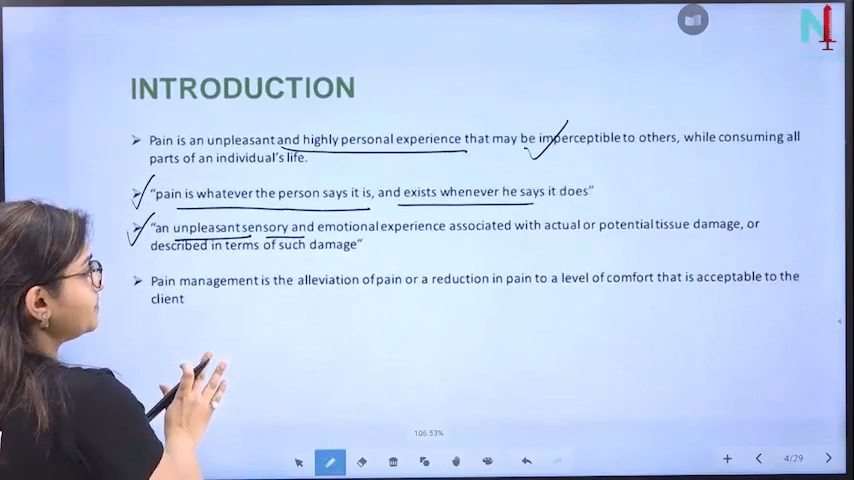 INTRODUCTION
➢ Pain is an unpleasant and highly personal experience that may be imperceptible to others, while consuming all
parts of an individual's life.
➢ "pain is whatever the person says it is, and exists whenever he says it does"
➢ "an unpleasant sensory and emotional experience associated with actual or potential tissue damage, or
described in terms of such damage"
➢ Pain management is the alleviation of pain or a reduction in pain to a level of comfort that is acceptable to the
client
106.53%
4/29